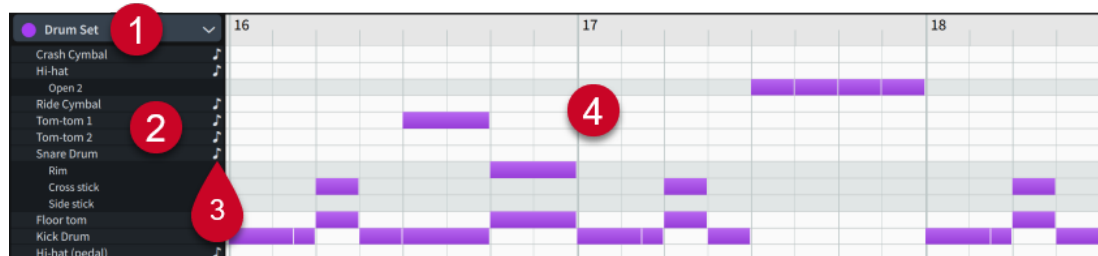 Drum Set 1 16 17 18
Crash Cymbal
Hi-hat
Open 2
Ride Cymbal
Tom-tom 1
Tom-tom 2
2
4
Snare Drum
Rim
Cross stick
Side stick
3
Floor tom
Kick Drum
Hi-hat (pedal)